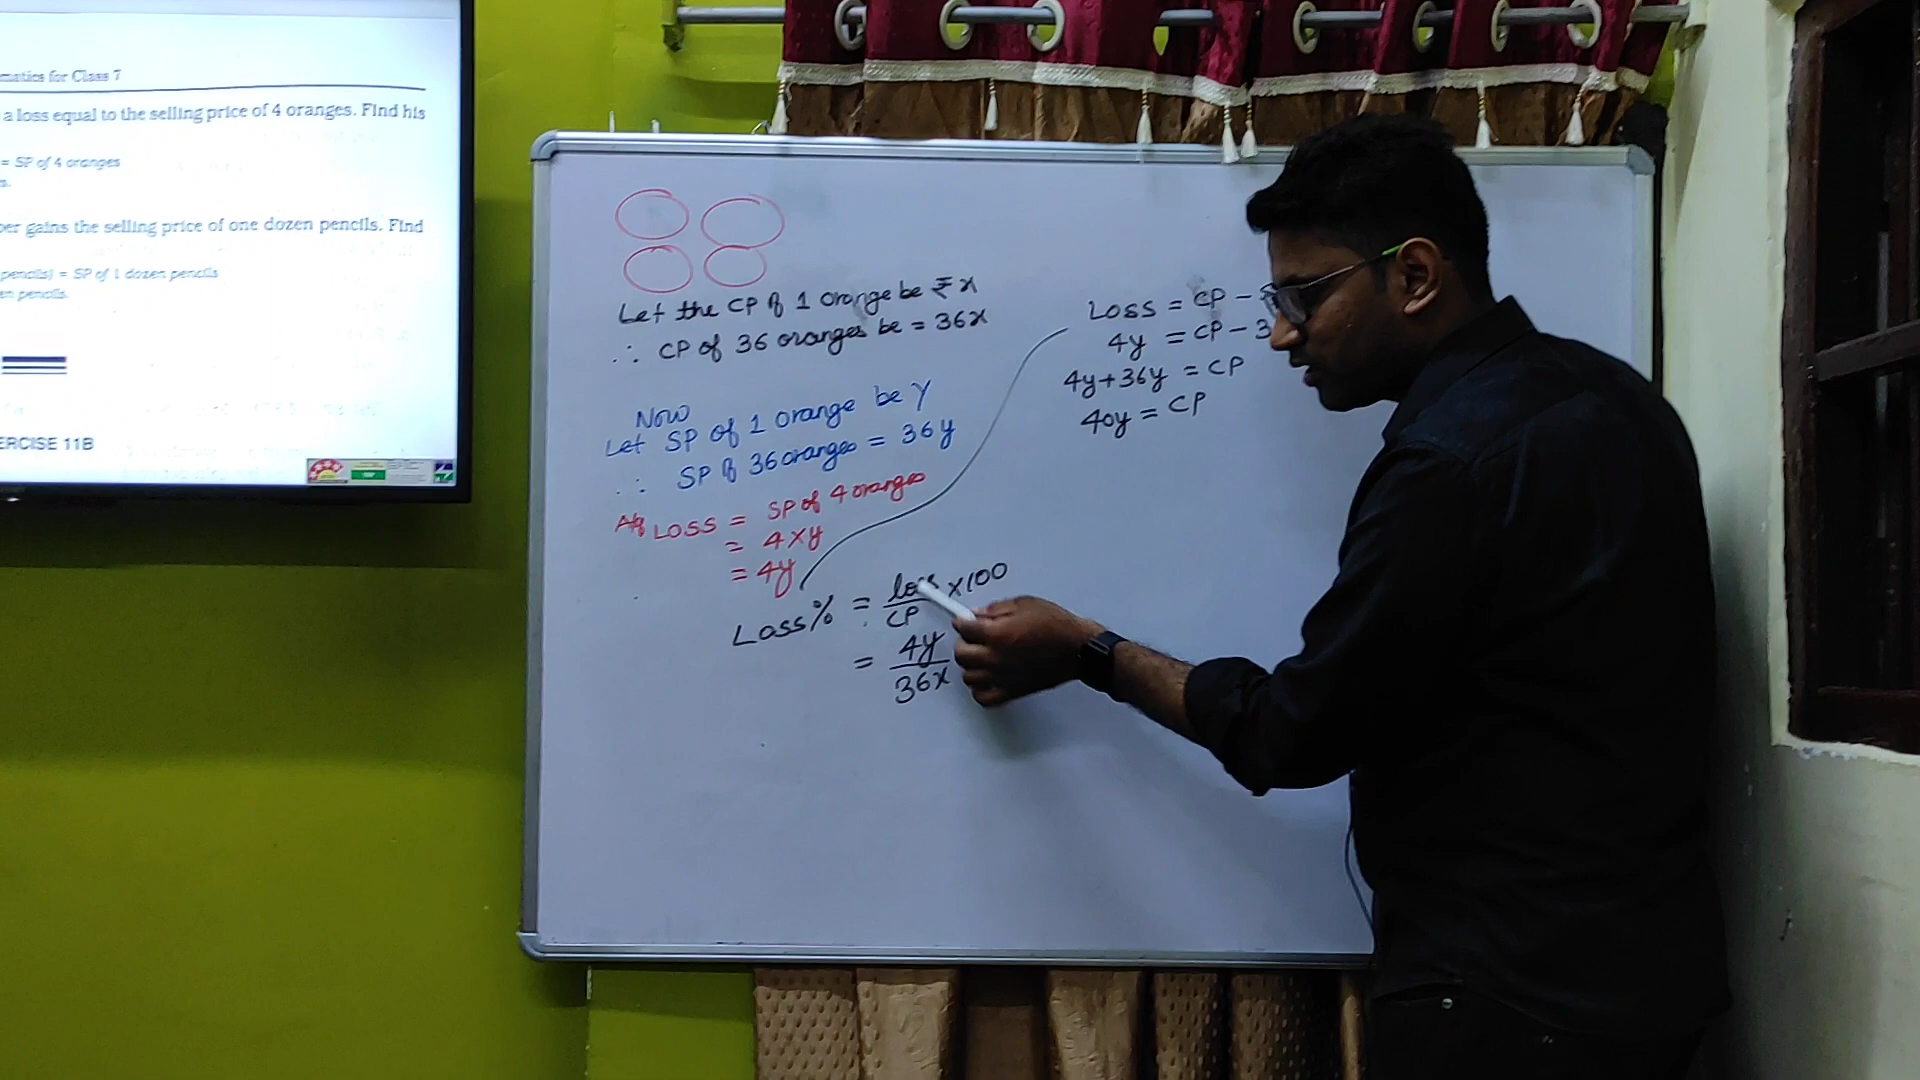 matics for Class 7
a loss equal to the selling price of 4 oranges. Find his
= SP of 4 oranges
s.
per gains the selling price of one dozen pencils. Find
pencils) = SP of 1 dozen pencils
en pencils.
ERCISE 11B
Let the CP of 1 orange be ₹ x
∴ CP of 36 oranges be = 36x
Now
Let SP of 1 orange be y
∴ SP of 36 oranges = 36y
A/q LOSS = SP of 4 oranges
= 4×y
= 4y
Loss% = loss/CP ×100
= 4y/36x
LOSS = CP -
4y = CP - 3
4y+36y = CP
40y = CP